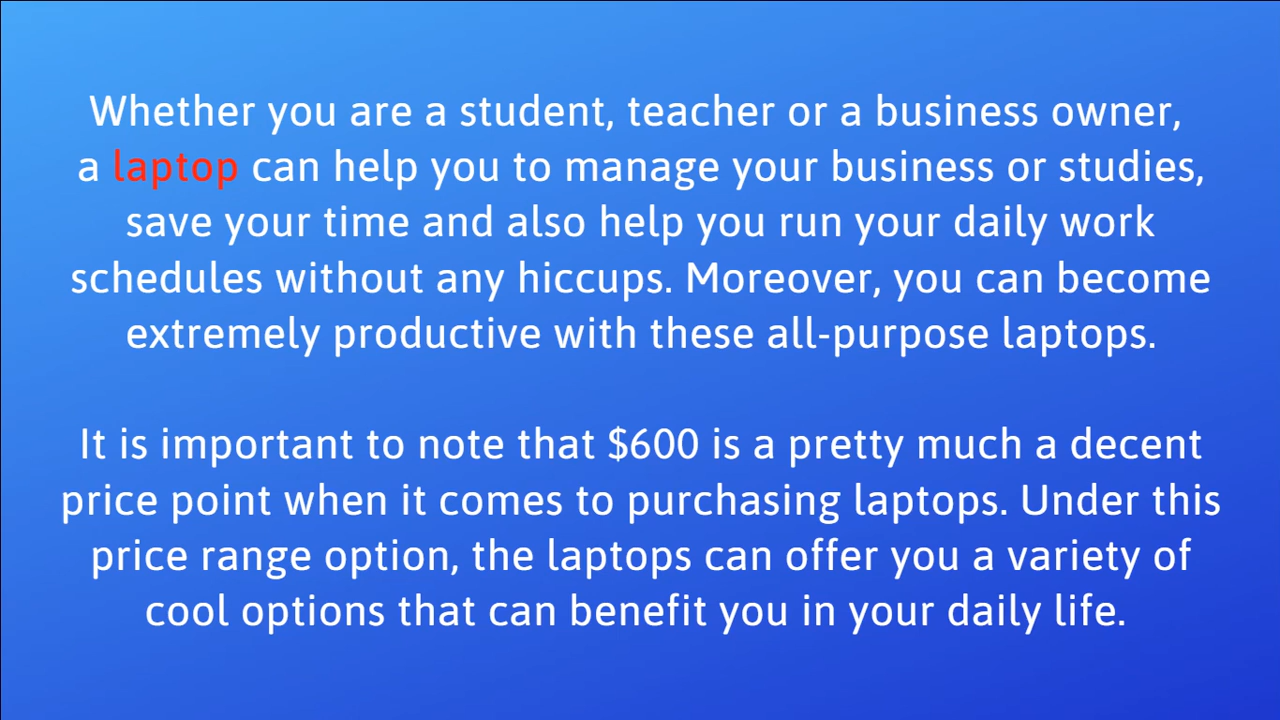 Whether you are a student, teacher or a business owner,
a laptop can help you to manage your business or studies,
save your time and also help you run your daily work
schedules without any hiccups. Moreover, you can become
extremely productive with these all-purpose laptops.
It is important to note that $600 is a pretty much a decent
price point when it comes to purchasing laptops. Under this
price range option, the laptops can offer you a variety of
cool options that can benefit you in your daily life.